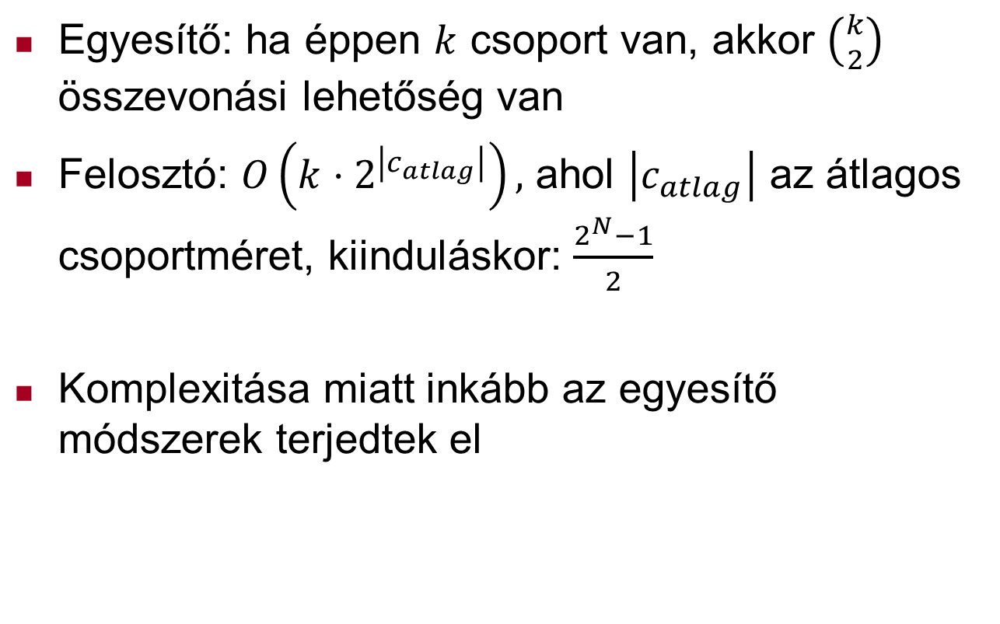 ▪ Egyesítő: ha éppen $k$ csoport van, akkor $\binom{k}{2}$
összevonási lehetőség van
▪ Felosztó: $O\left(k \cdot 2^{|c_{atlag}|}\right)$, ahol $|c_{atlag}|$ az átlagos
csoportméret, kiinduláskor: $\frac{2^N-1}{2}$
▪ Komplexitása miatt inkább az egyesítő
módszerek terjedtek el